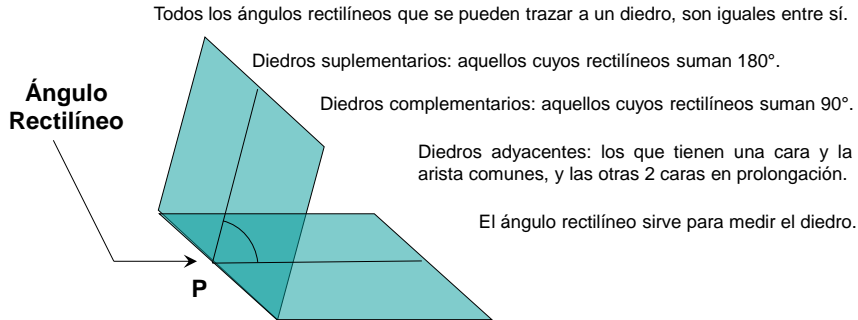 Todos los ángulos rectilíneos que se pueden trazar a un diedro, son iguales entre sí.
Diedros suplementarios: aquellos cuyos rectilíneos suman 180°.
Ángulo
Rectilíneo
Diedros complementarios: aquellos cuyos rectilíneos suman 90°.
Diedros adyacentes: los que tienen una cara y la
arista comunes, y las otras 2 caras en prolongación.
El ángulo rectilíneo sirve para medir el diedro.
P